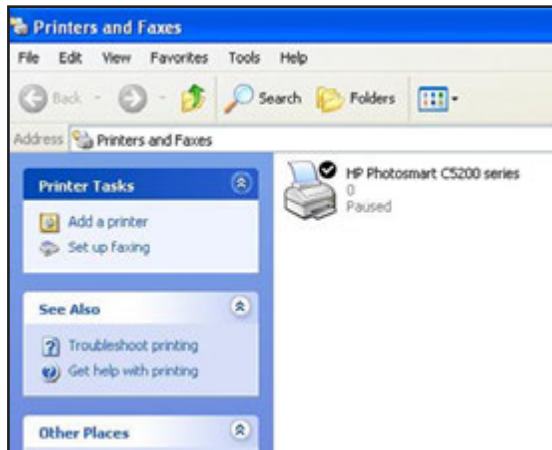 Printers and Faxes
File Edit View Favorites Tools Help
Back Search Folders
Address Printers and Faxes
Printer Tasks
Add a printer
Set up faxing
See Also
Troubleshoot printing
Get help with printing
Other Places
HP Photosmart C5200 series
0
Paused